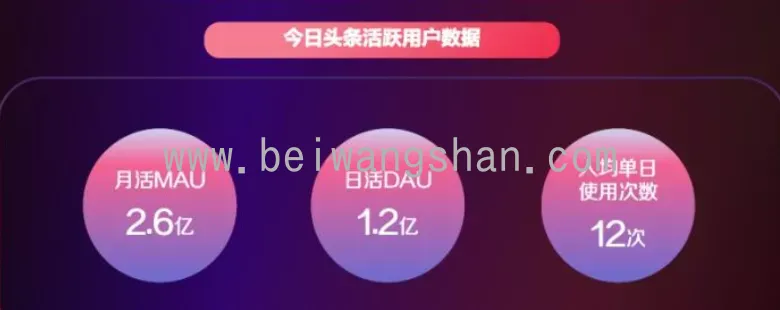 今日头条活跃用户数据
www.beiwangshan.com
月活MAU
2.6亿
日活DAU
1.2亿
人均单日
使用次数
12次